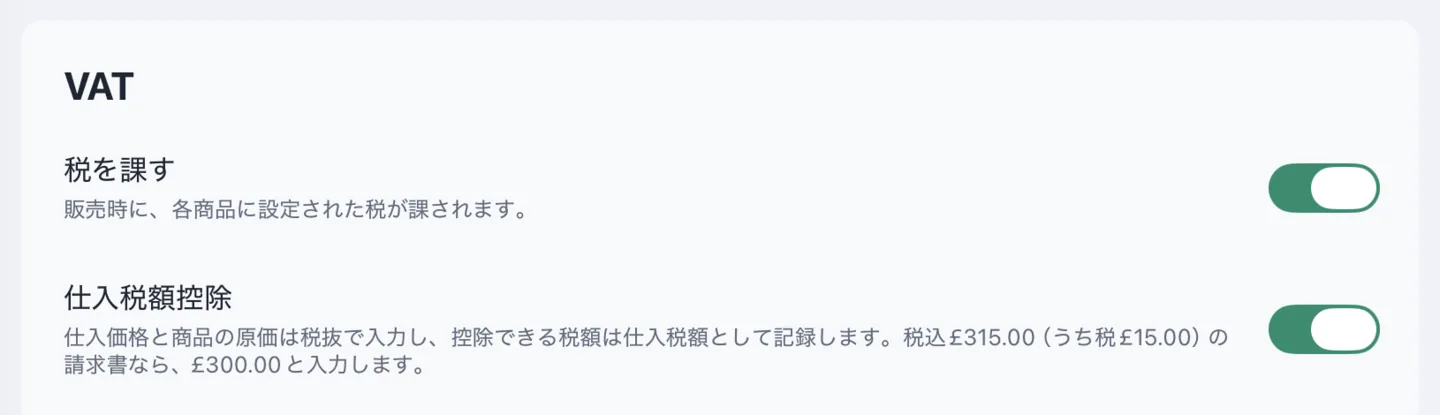 VAT
税を課す
販売時に、各商品に設定された税が課されます。
仕入税額控除
仕入価格と商品の原価は税抜で入力し、控除できる税額は仕入税額として記録します。税込£315.00（うち税£15.00）の
請求書なら、£300.00と入力します。